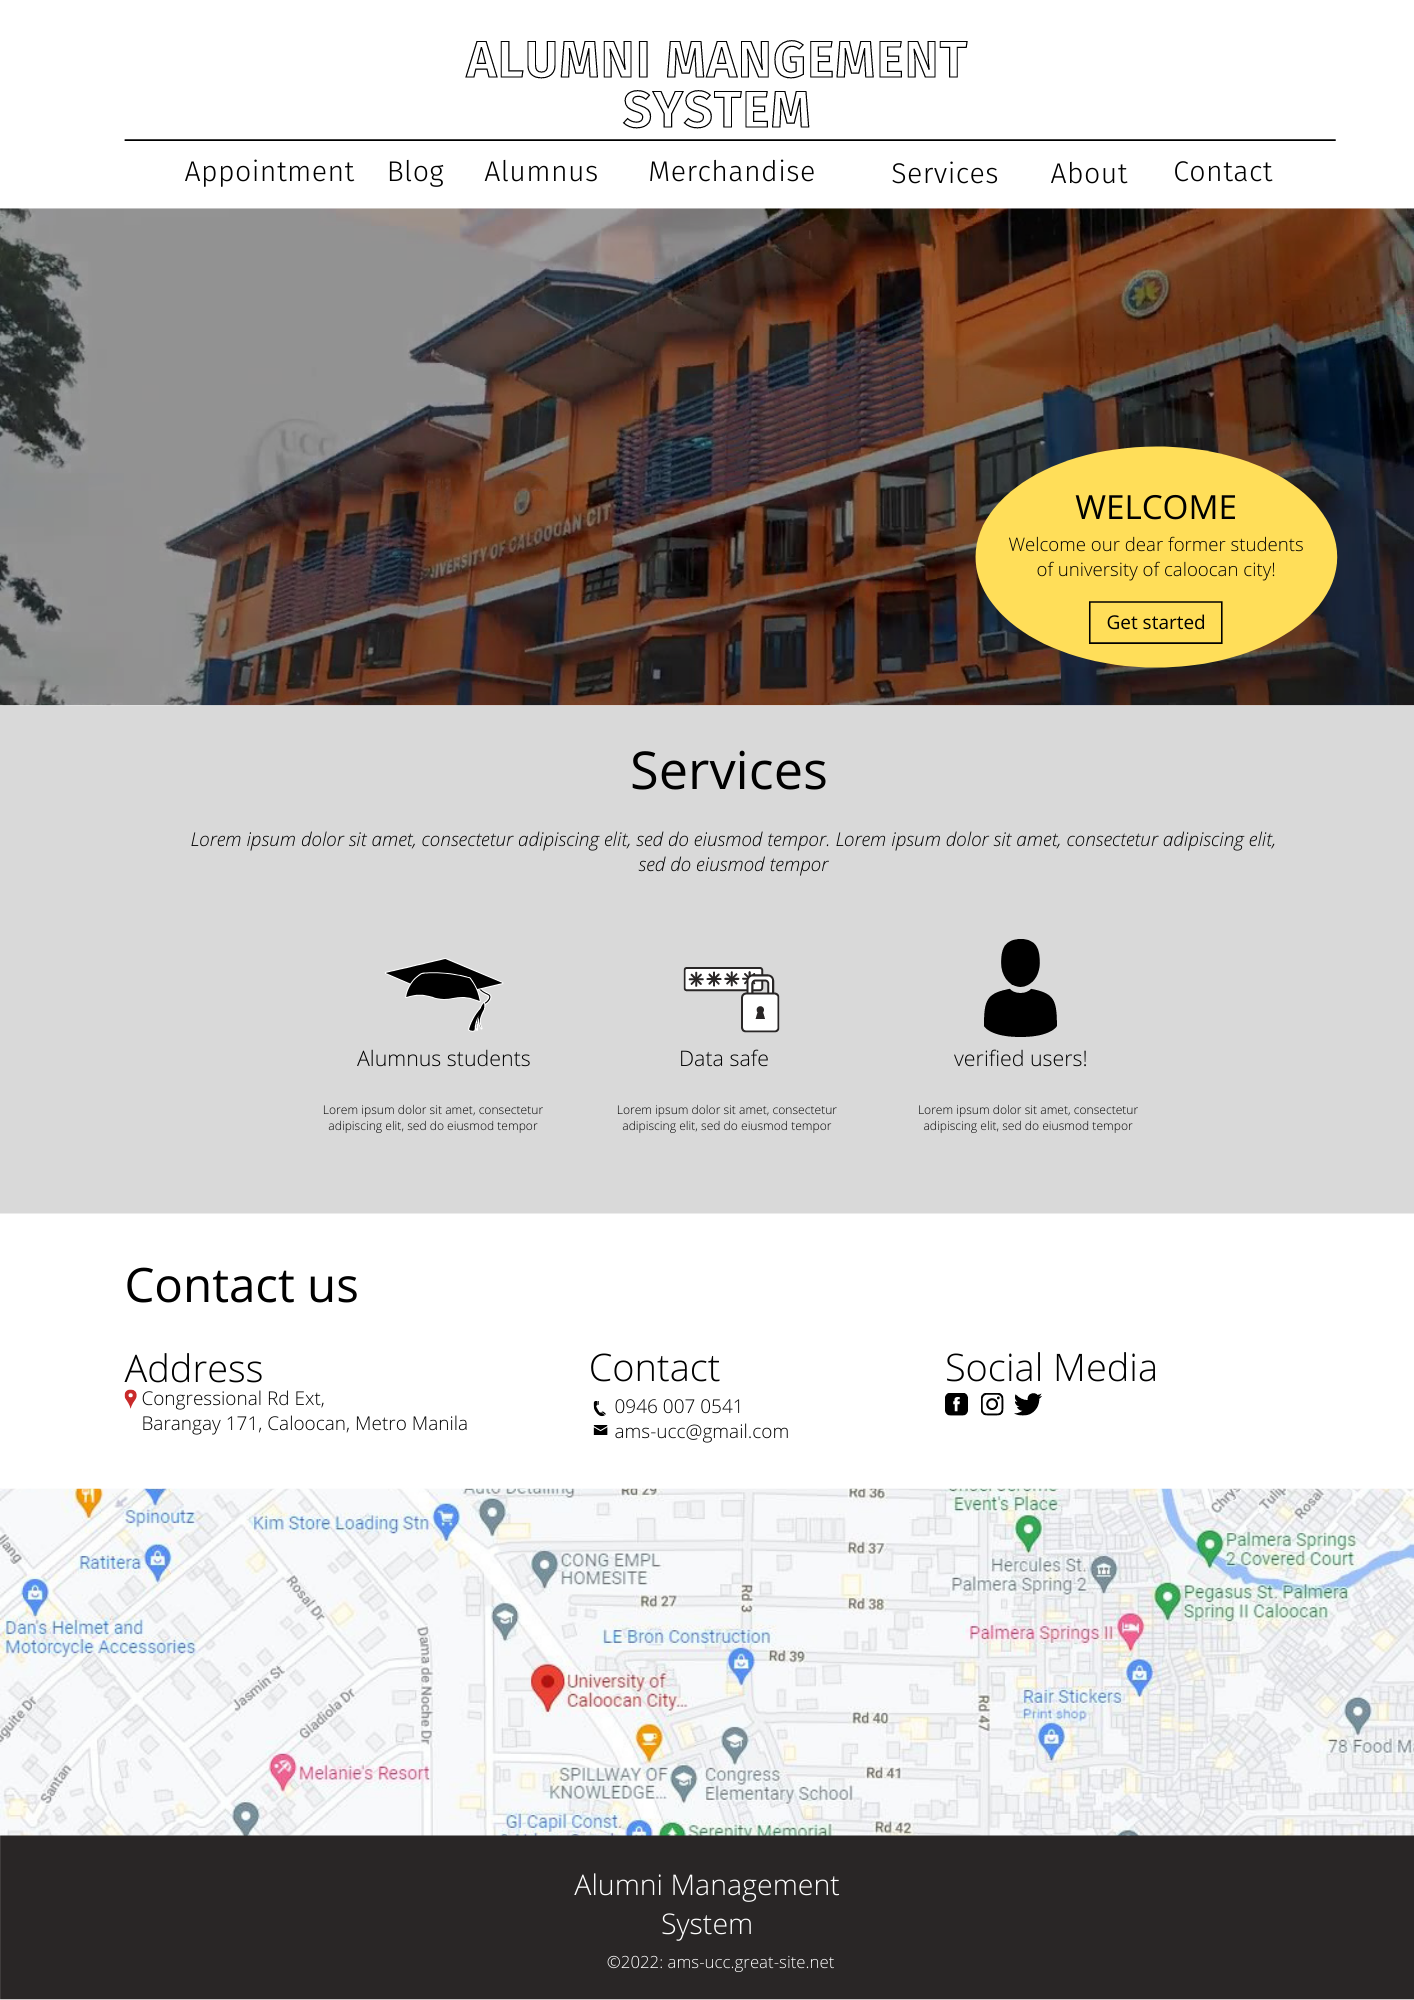 ALUMNI MANGEMENT
SYSTEM
Appointment Blog Alumnus Merchandise Services About Contact
UCC
UNIVERSITY OF CALOOCAN CITY
WELCOME
Welcome our dear former students
of university of caloocan city!
Get started
Services
Lorem ipsum dolor sit amet, consectetur adipiscing elit, sed do eiusmod tempor. Lorem ipsum dolor sit amet, consectetur adipiscing elit,
sed do eiusmod tempor
Alumnus students
Data safe
verified users!
Lorem ipsum dolor sit amet, consectetur
adipiscing elit, sed do eiusmod tempor
Lorem ipsum dolor sit amet, consectetur
adipiscing elit, sed do eiusmod tempor
Lorem ipsum dolor sit amet, consectetur
adipiscing elit, sed do eiusmod tempor
Contact us
Address
Congressional Rd Ext,
Barangay 171, Caloocan, Metro Manila
Contact
0946 007 0541
ams-ucc@gmail.com
Social Media
Auto Detailing
Rd 29
Rd 36
Event's Place
Chrys
Tulip
Rosal
Spinoutz
Kim Store Loading Stn
Ratitera
CONG EMPL
HOMESITE
Rd 37
Hercules St.
Palmera Spring 2
Palmera Springs
2 Covered Court
Rosal Dr
Rd 27
Rd 3
Rd 38
Pegasus St. Palmera
Spring II Caloocan
Dan's Helmet and
Motorcycle Accessories
Dama de Noche Dr
LE Bron Construction
Rd 39
Palmera Springs II
Jasmin St
Gladiola Dr
University of
Caloocan City...
Rair Stickers
Print shop
Rd 47
Rd 40
78 Food M
Santan
Melanie's Resort
SPILLWAY OF
KNOWLEDGE...
Congress
Elementary School
Rd 41
Gl Capil Const.
Serenity Memorial
Rd 42
Alumni Management
System
©2022: ams-ucc.great-site.net